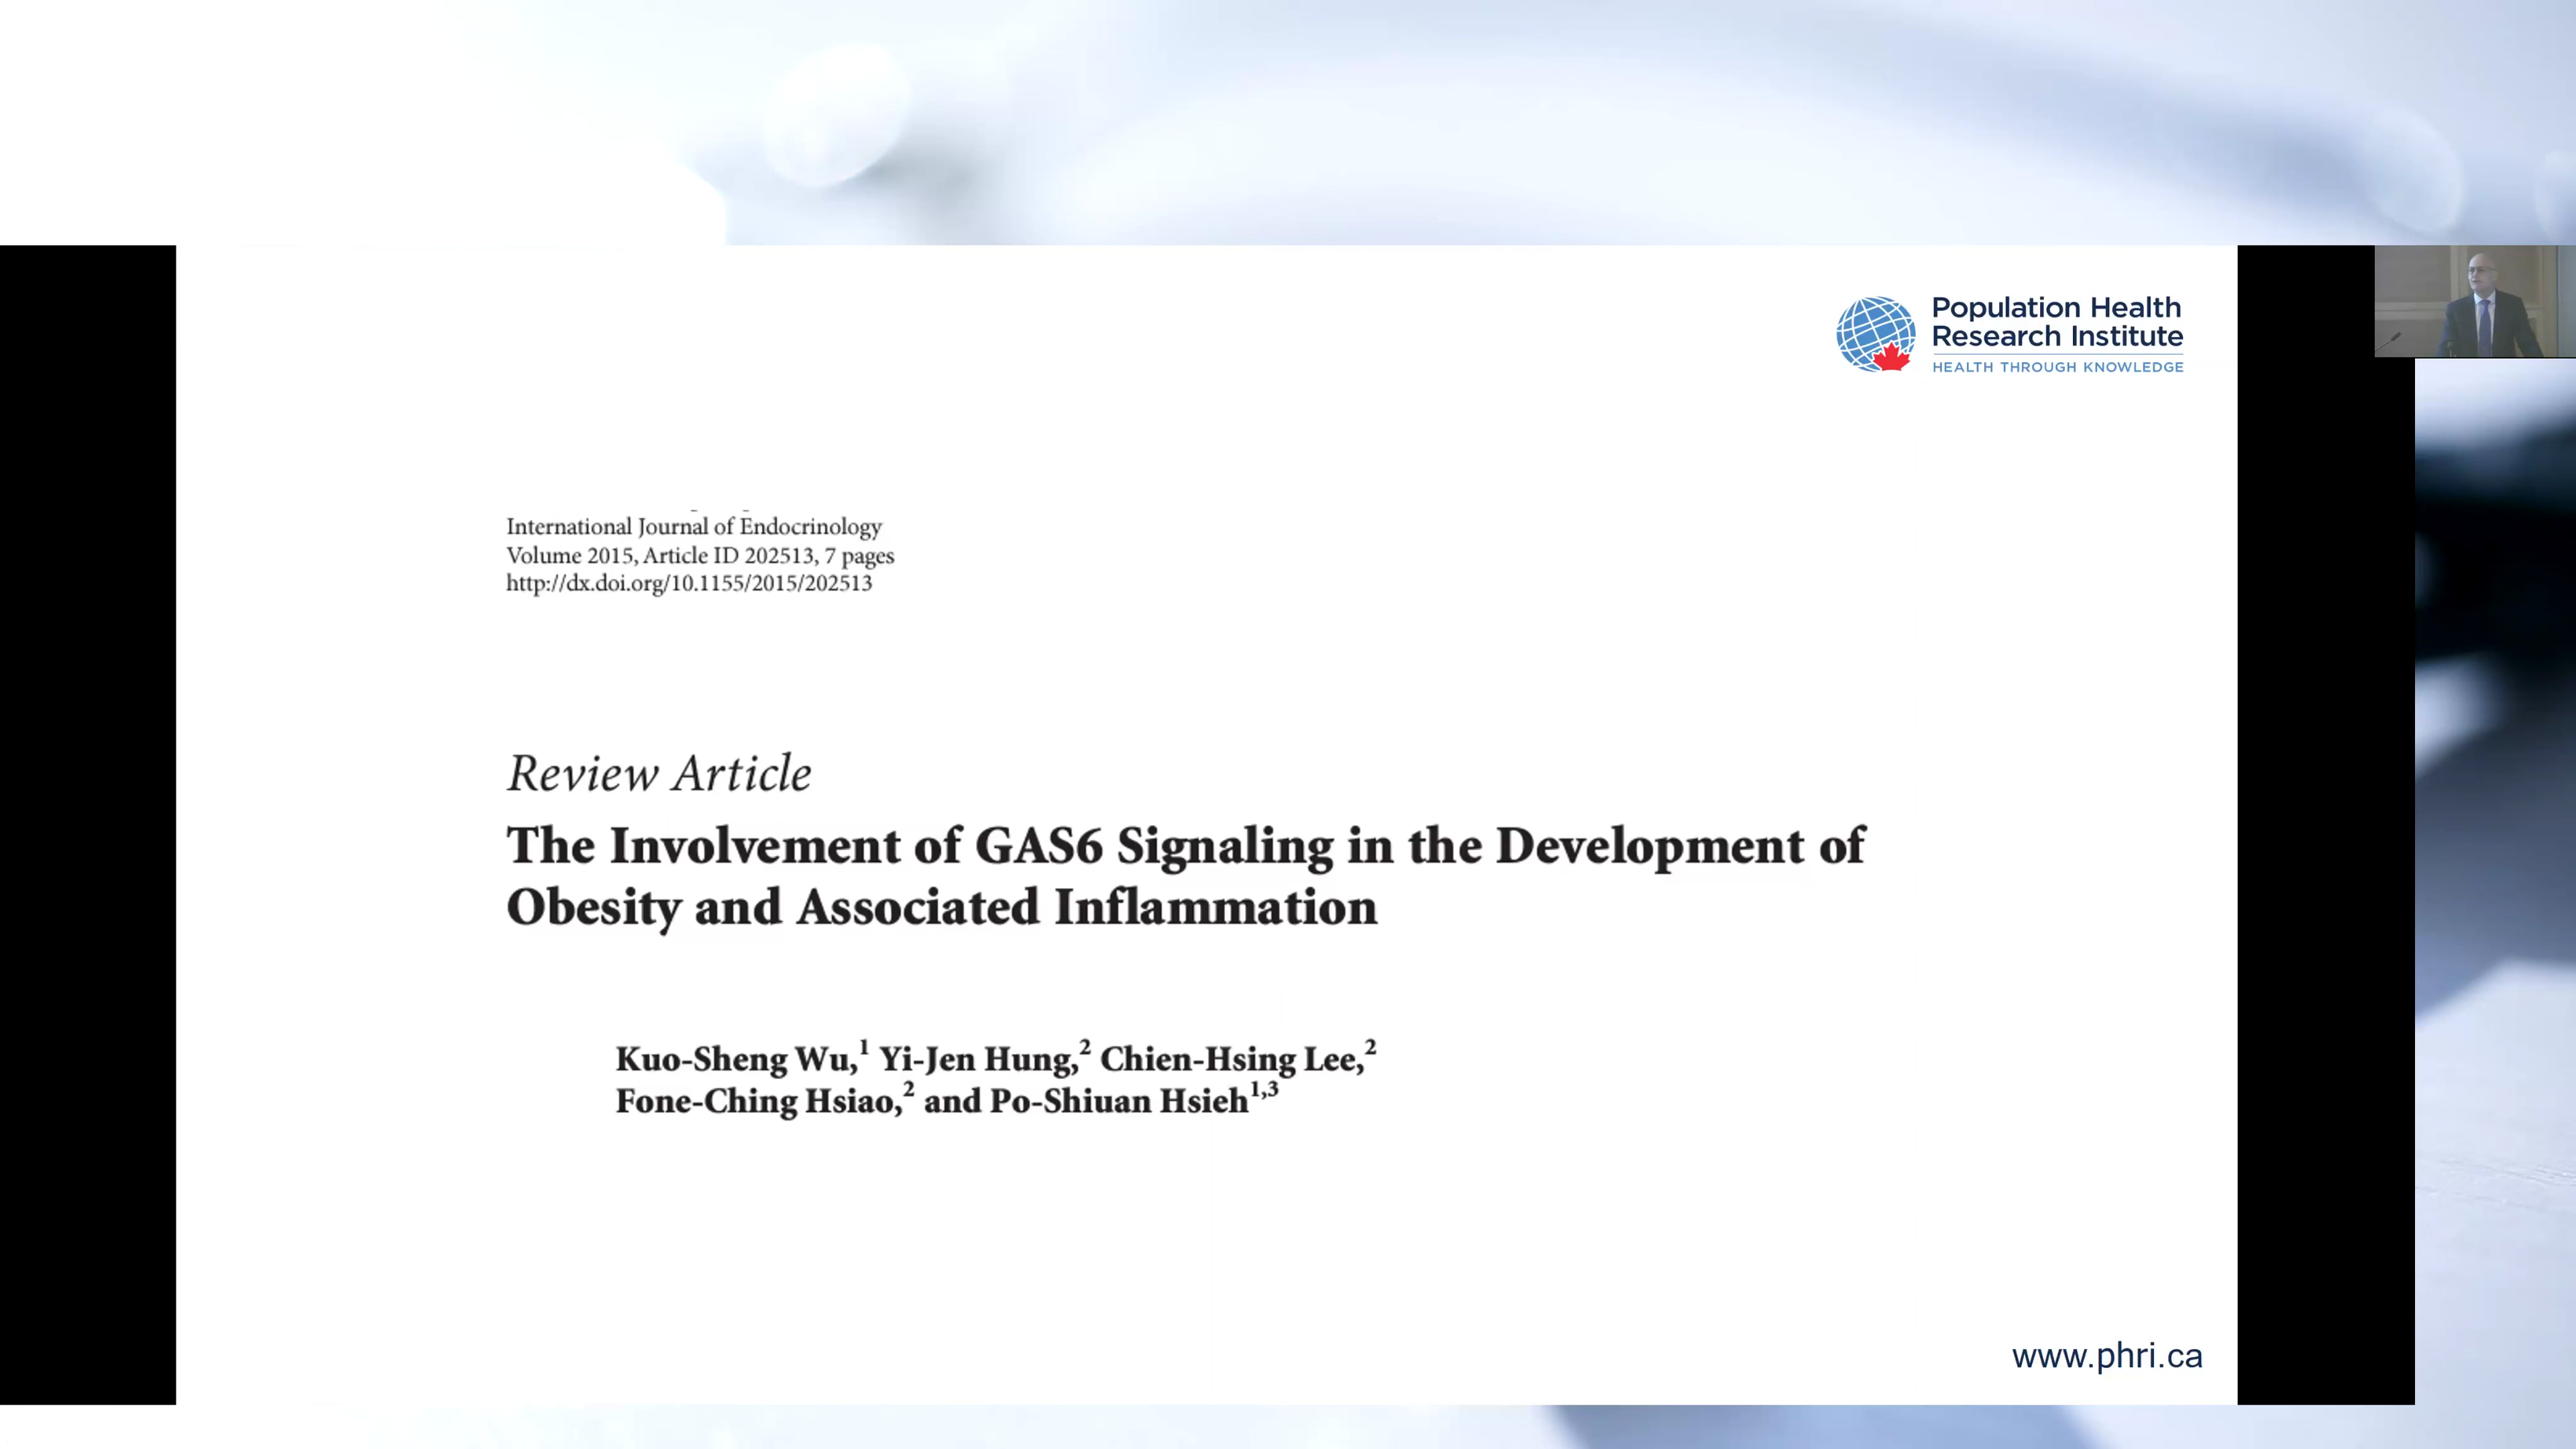 Population Health
Research Institute
HEALTH THROUGH KNOWLEDGE
International Journal of Endocrinology
Volume 2015, Article ID 202513, 7 pages
http://dx.doi.org/10.1155/2015/202513
Review Article
The Involvement of GAS6 Signaling in the Development of
Obesity and Associated Inflammation
Kuo-Sheng Wu,1 Yi-Jen Hung,2 Chien-Hsing Lee,2
Fone-Ching Hsiao,2 and Po-Shiuan Hsieh1,3
www.phri.ca